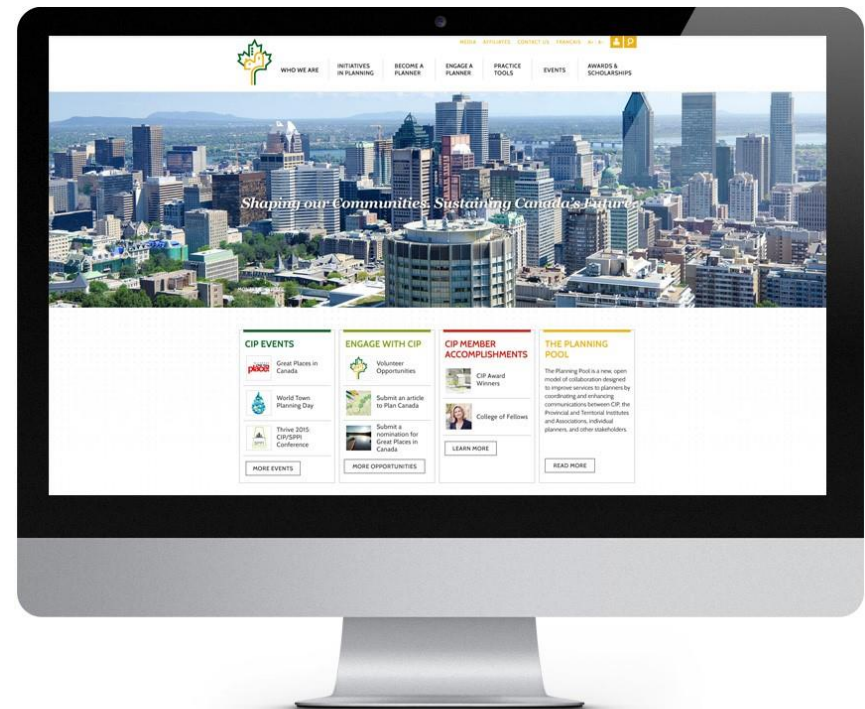 MEDIA AFFILIATES CONTACT US FRANÇAIS A+ A-
WHO WE ARE
INITIATIVES
IN PLANNING
BECOME A
PLANNER
ENGAGE A
PLANNER
PRACTICE
TOOLS
EVENTS
AWARDS &
SCHOLARSHIPS
Shaping our Communities. Sustaining Canada's Future.
CIP EVENTS
Great Places in
Canada
World Town
Planning Day
Thrive 2015:
CIP/SPPI
Conference
MORE EVENTS
ENGAGE WITH CIP
Volunteer
Opportunities
Submit an article
to Plan Canada
Submit a
nomination for
Great Places in
Canada
MORE OPPORTUNITIES
CIP MEMBER
ACCOMPLISHMENTS
CIP Award
Winners
College of Fellows
LEARN MORE
THE PLANNING
POOL
The Planning Pool is a new, open
model of collaboration designed
to improve services to planners by
coordinating and enhancing
communications between CIP, the
Provincial and Territorial Institutes
and Associations, individual
planners, and other stakeholders.
READ MORE